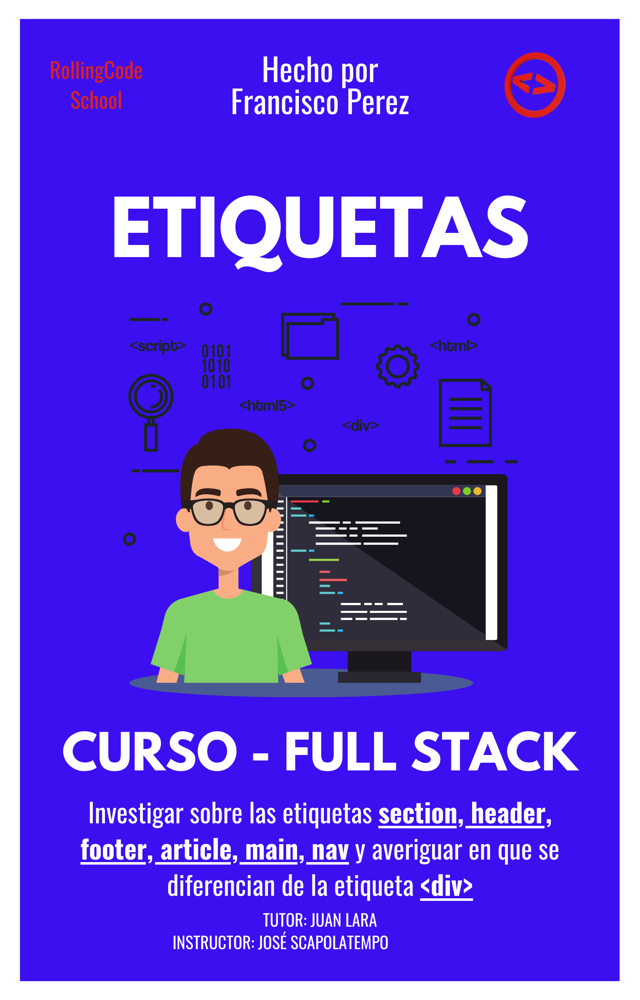 RollingCode
School
Hecho por
Francisco Perez
<>
ETIQUETAS
<script>
0101
1010
0101
<html>
<html5>
<div>
CURSO - FULL STACK
Investigar sobre las etiquetas section, header,
footer, article, main, nav y averiguar en que se
diferencian de la etiqueta <div>
TUTOR: JUAN LARA
INSTRUCTOR: JOSÉ SCAPOLATEMPO